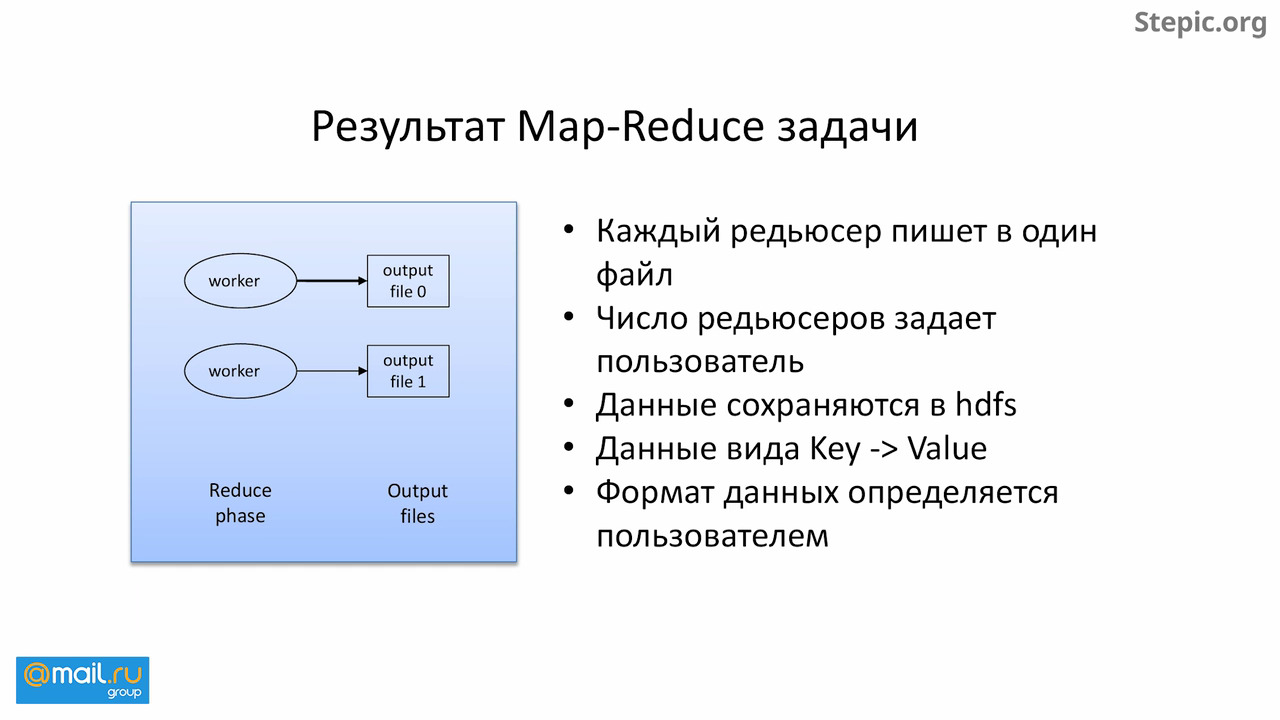 Stepic.org
Результат Map-Reduce задачи
worker
output
file 0
worker
output
file 1
Reduce
phase
Output
files
• Каждый редьюсер пишет в один
файл
• Число редьюсеров задает
пользователь
• Данные сохраняются в hdfs
• Данные вида Key -> Value
• Формат данных определяется
пользователем
@mail.ru
group